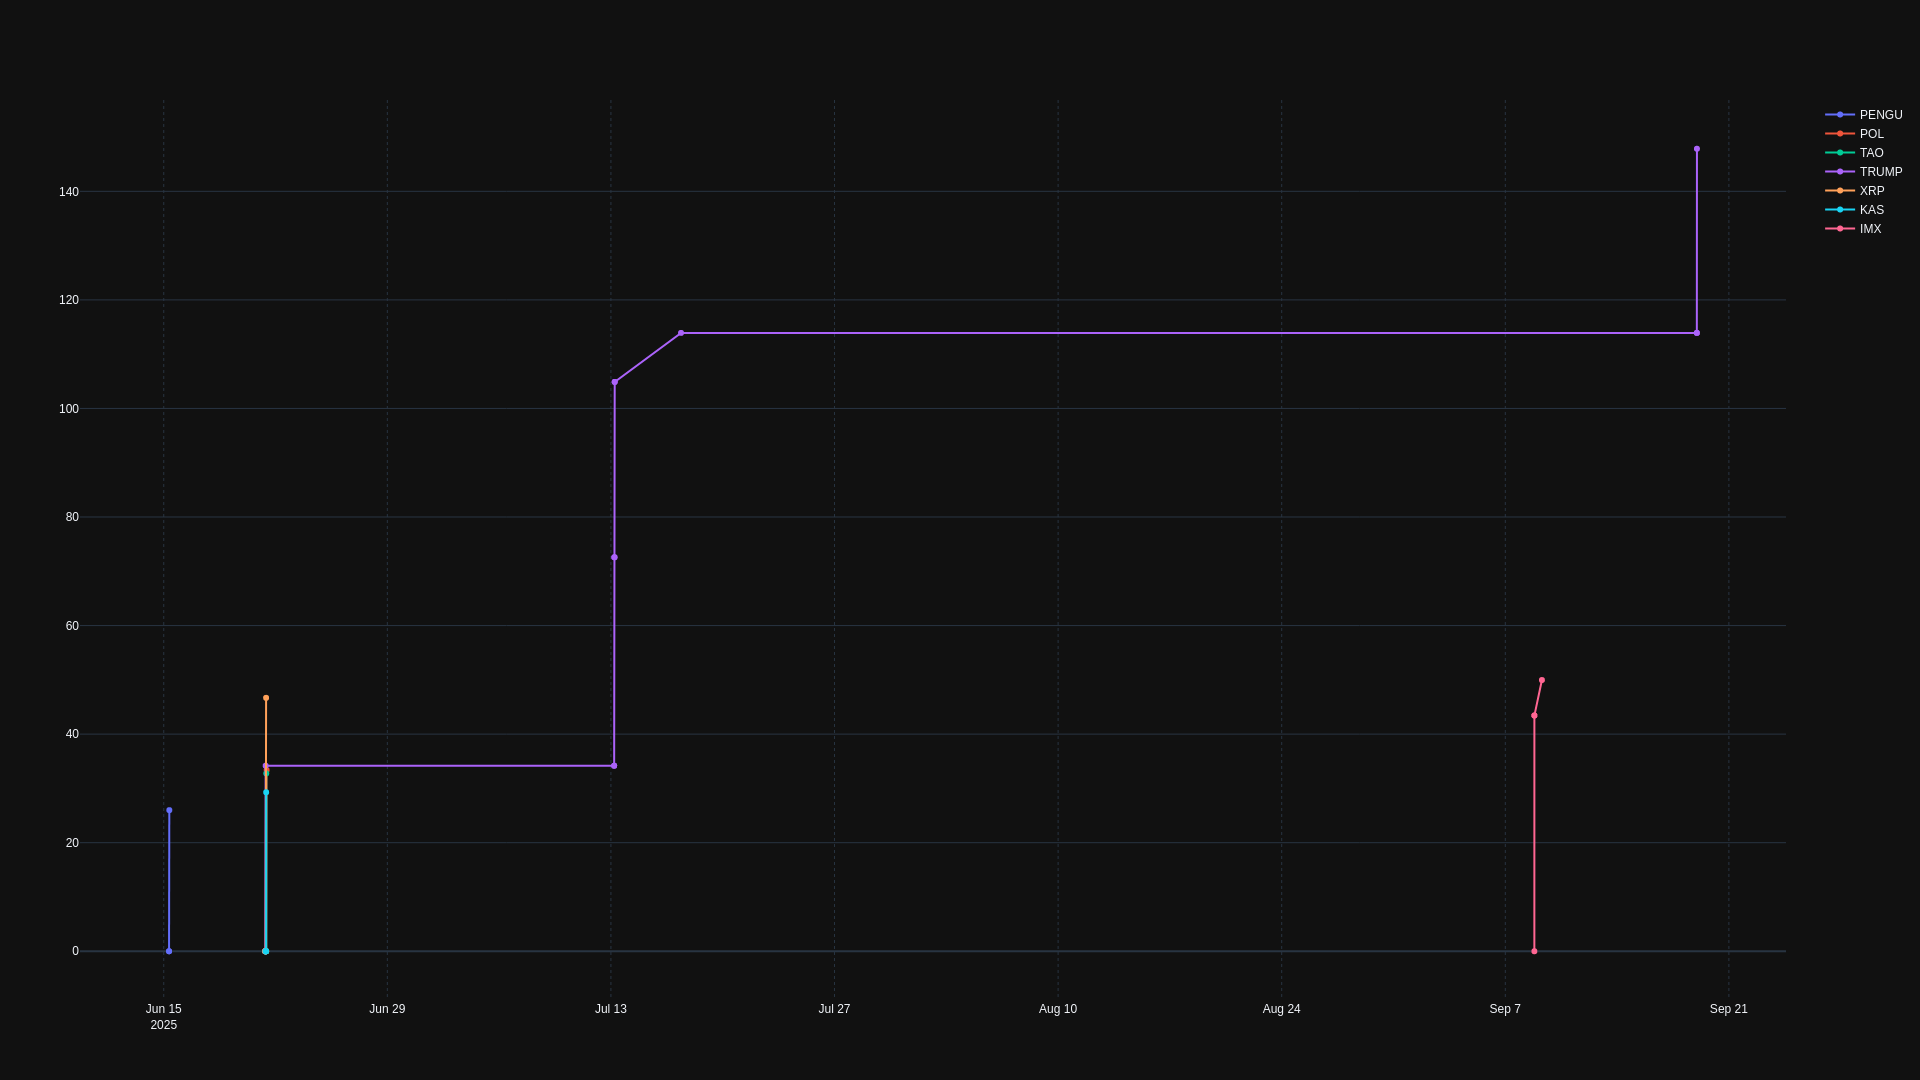 PENGU
POL
TAO
TRUMP
XRP
KAS
IMX
140
120
100
80
60
40
20
0
Jun 15
2025
Jun 29
Jul 13
Jul 27
Aug 10
Aug 24
Sep 7
Sep 21